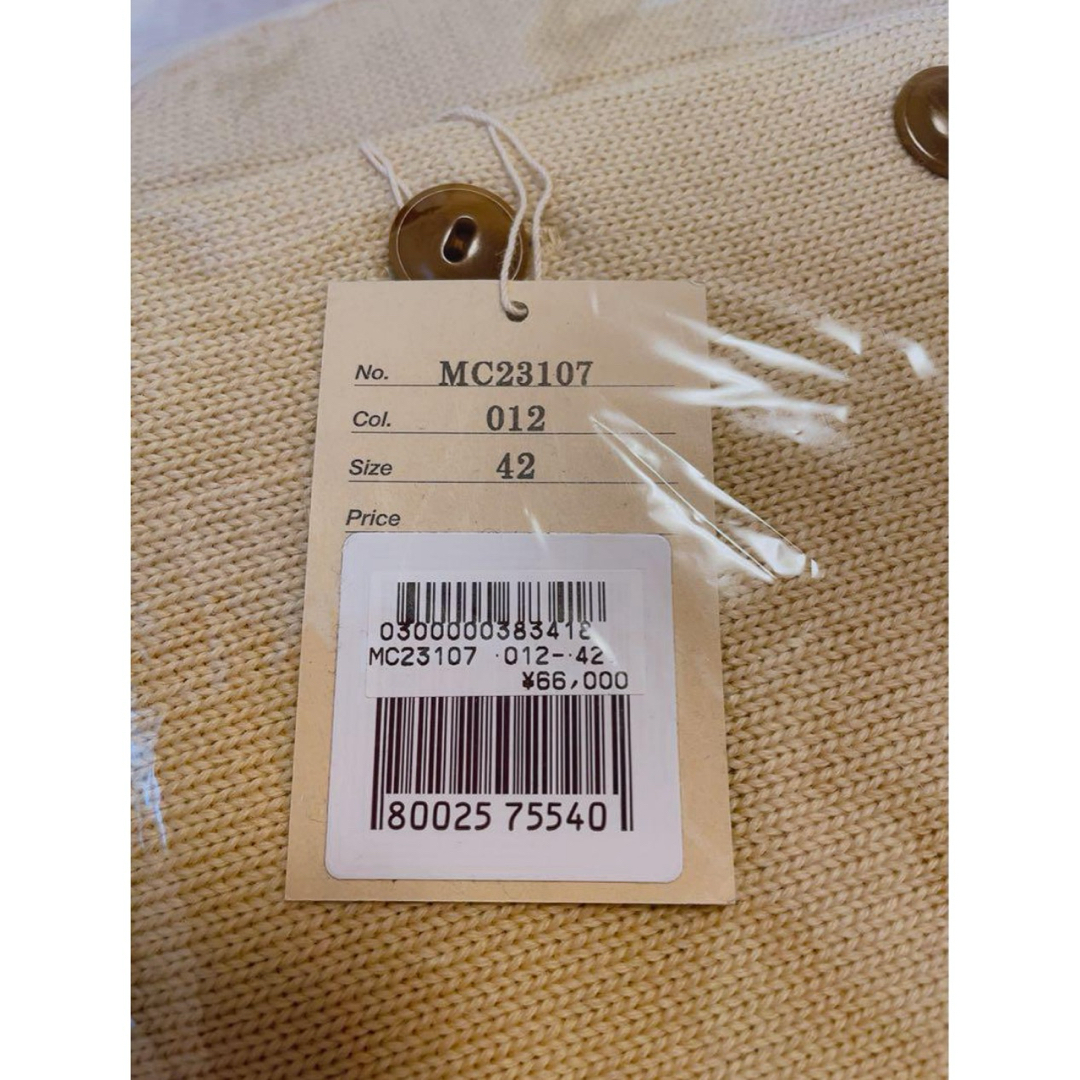 No. MC23107
Col. 012
Size 42
Price
0300000383418
MC23107 012- 42
¥66,000
80025 75540